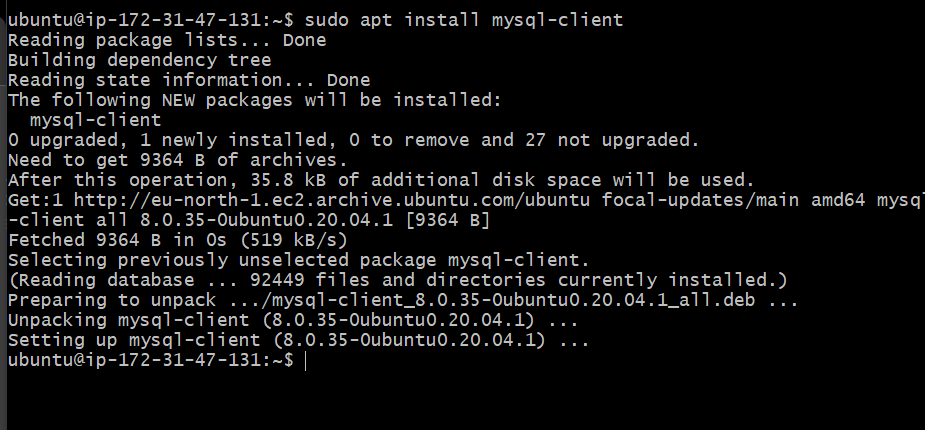 ubuntu@ip-172-31-47-131:~$ sudo apt install mysql-client
Reading package lists... Done
Building dependency tree
Reading state information... Done
The following NEW packages will be installed:
  mysql-client
0 upgraded, 1 newly installed, 0 to remove and 27 not upgraded.
Need to get 9364 B of archives.
After this operation, 35.8 kB of additional disk space will be used.
Get:1 http://eu-north-1.ec2.archive.ubuntu.com/ubuntu focal-updates/main amd64 mysql
-client all 8.0.35-0ubuntu0.20.04.1 [9364 B]
Fetched 9364 B in 0s (519 kB/s)
Selecting previously unselected package mysql-client.
(Reading database ... 92449 files and directories currently installed.)
Preparing to unpack .../mysql-client_8.0.35-0ubuntu0.20.04.1_all.deb ...
Unpacking mysql-client (8.0.35-0ubuntu0.20.04.1) ...
Setting up mysql-client (8.0.35-0ubuntu0.20.04.1) ...
ubuntu@ip-172-31-47-131:~$